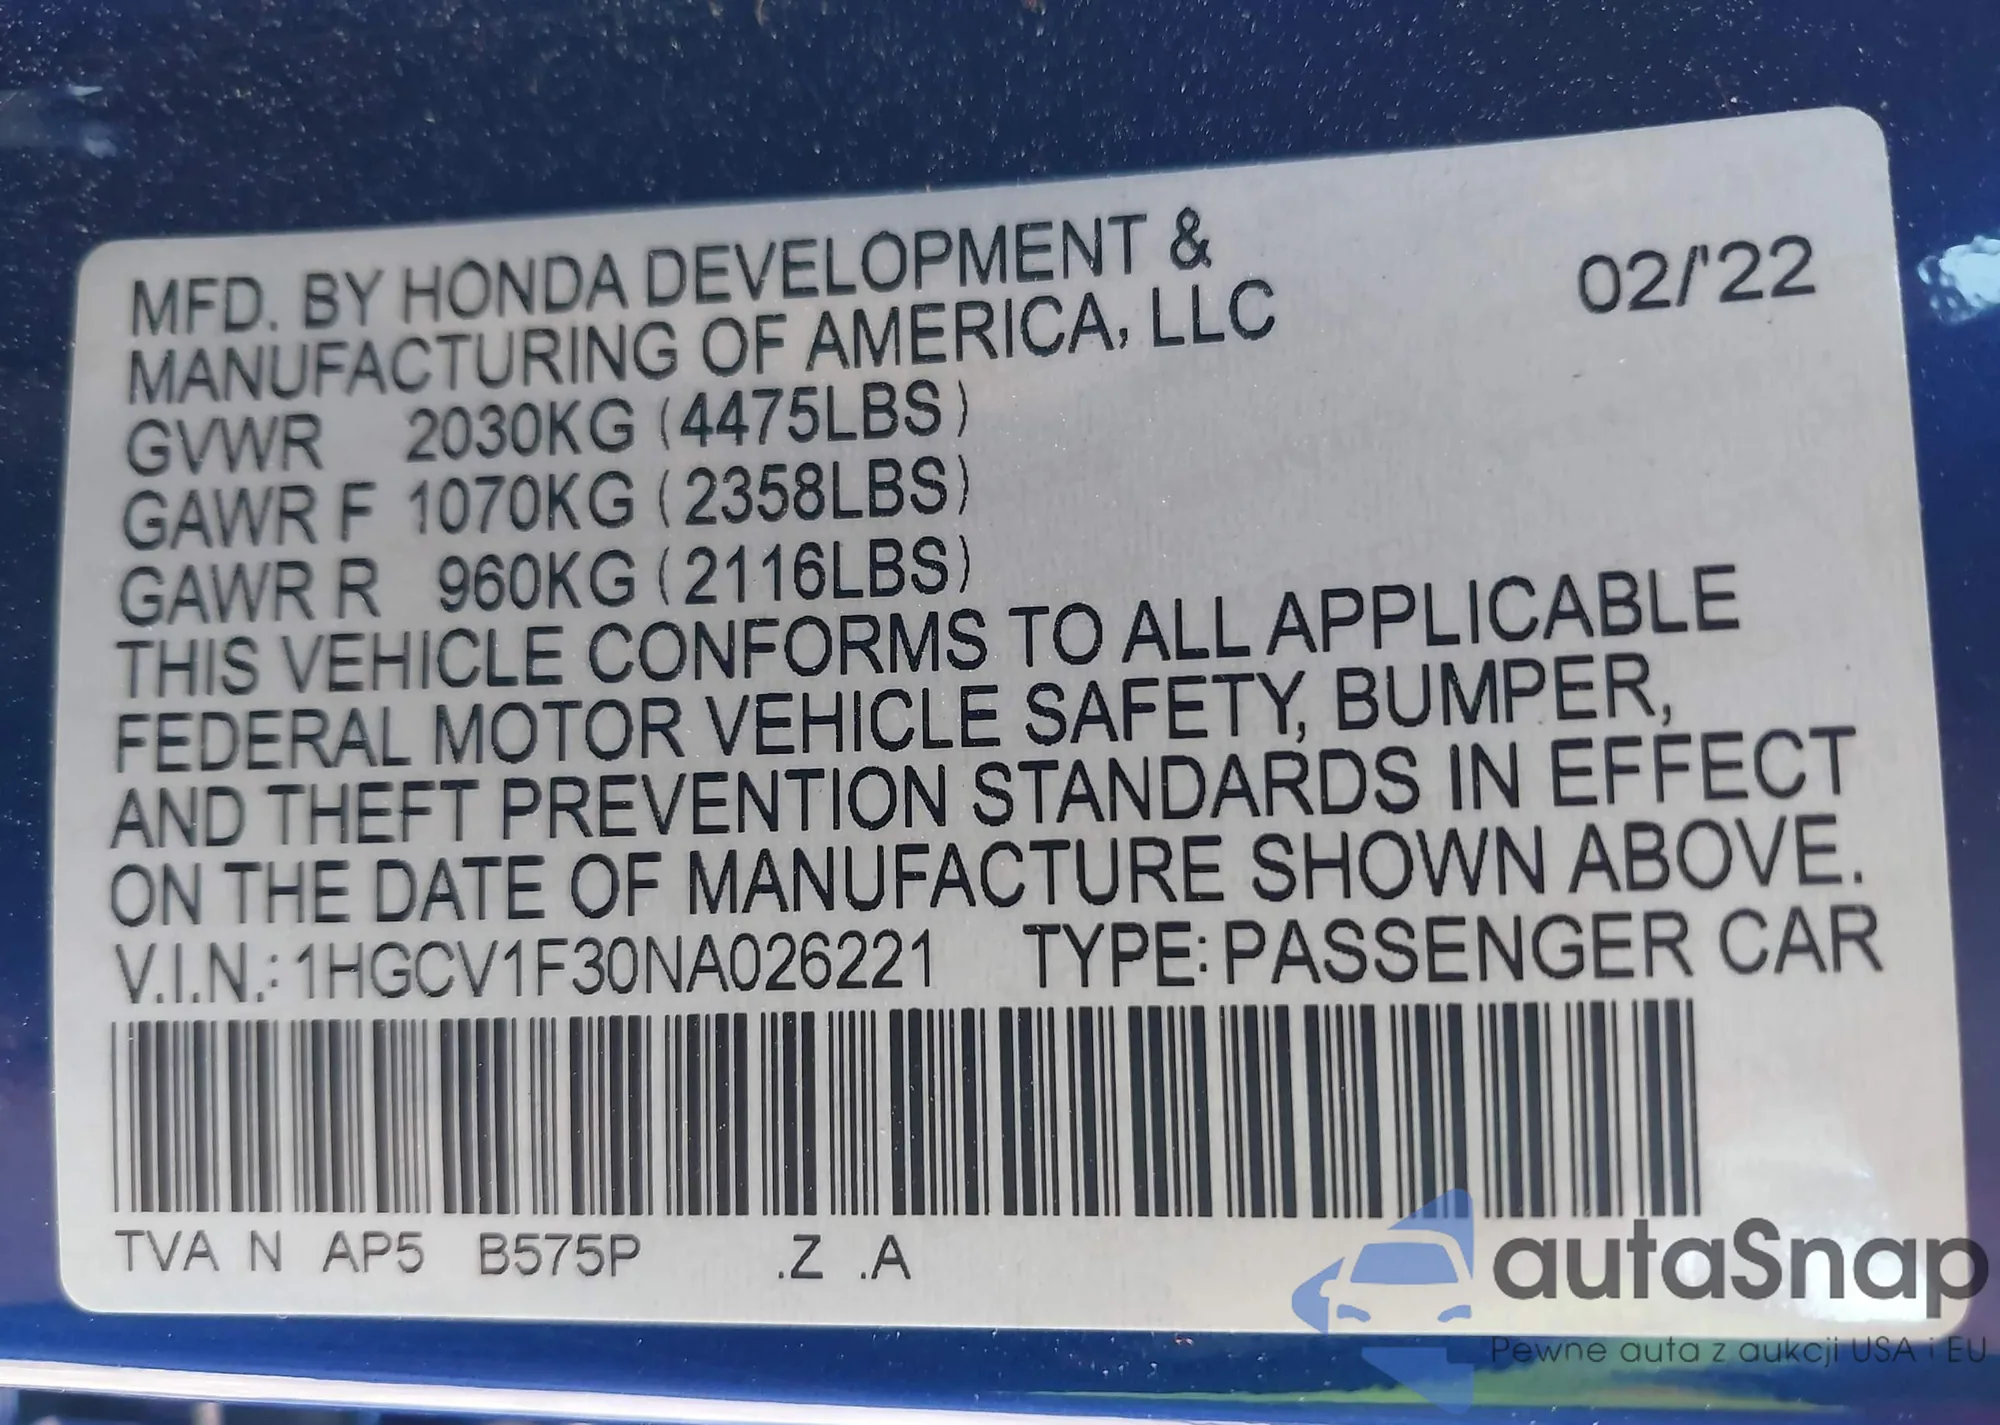 MFD. BY HONDA DEVELOPMENT & 02/'22
MANUFACTURING OF AMERICA, LLC
GVWR 2030KG (4475LBS)
GAWR F 1070KG (2358LBS)
GAWR R 960KG (2116LBS)
THIS VEHICLE CONFORMS TO ALL APPLICABLE
FEDERAL MOTOR VEHICLE SAFETY, BUMPER,
AND THEFT PREVENTION STANDARDS IN EFFECT
ON THE DATE OF MANUFACTURE SHOWN ABOVE.
V.I.N.: 1HGCV1F30NA026221 TYPE: PASSENGER CAR
TVA N AP5 B575P .Z .A
autaSnap
Pewne auta z aukcji USA i EU